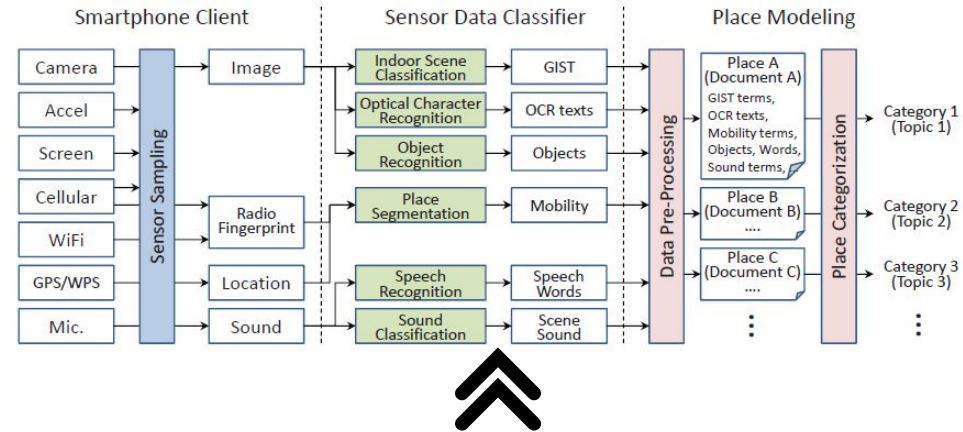 Smartphone Client
Sensor Data Classifier
Place Modeling
Camera
Accel
Screen
Cellular
WiFi
GPS/WPS
Mic.
Sensor Sampling
Image
Radio
Fingerprint
Location
Sound
Indoor Scene
Classification
Optical Character
Recognition
Object
Recognition
Place
Segmentation
Speech
Recognition
Sound
Classification
GIST
OCR texts
Objects
Mobility
Speech
Words
Scene
Sound
Data Pre-Processing
Place A
(Document A)
GIST terms,
OCR texts,
Mobility terms,
Objects, Words,
Sound terms,
Place B
(Document B)
....
Place C
(Document C)
....
Place Categorization
Category 1
(Topic 1)
Category 2
(Topic 2)
Category 3
(Topic 3)